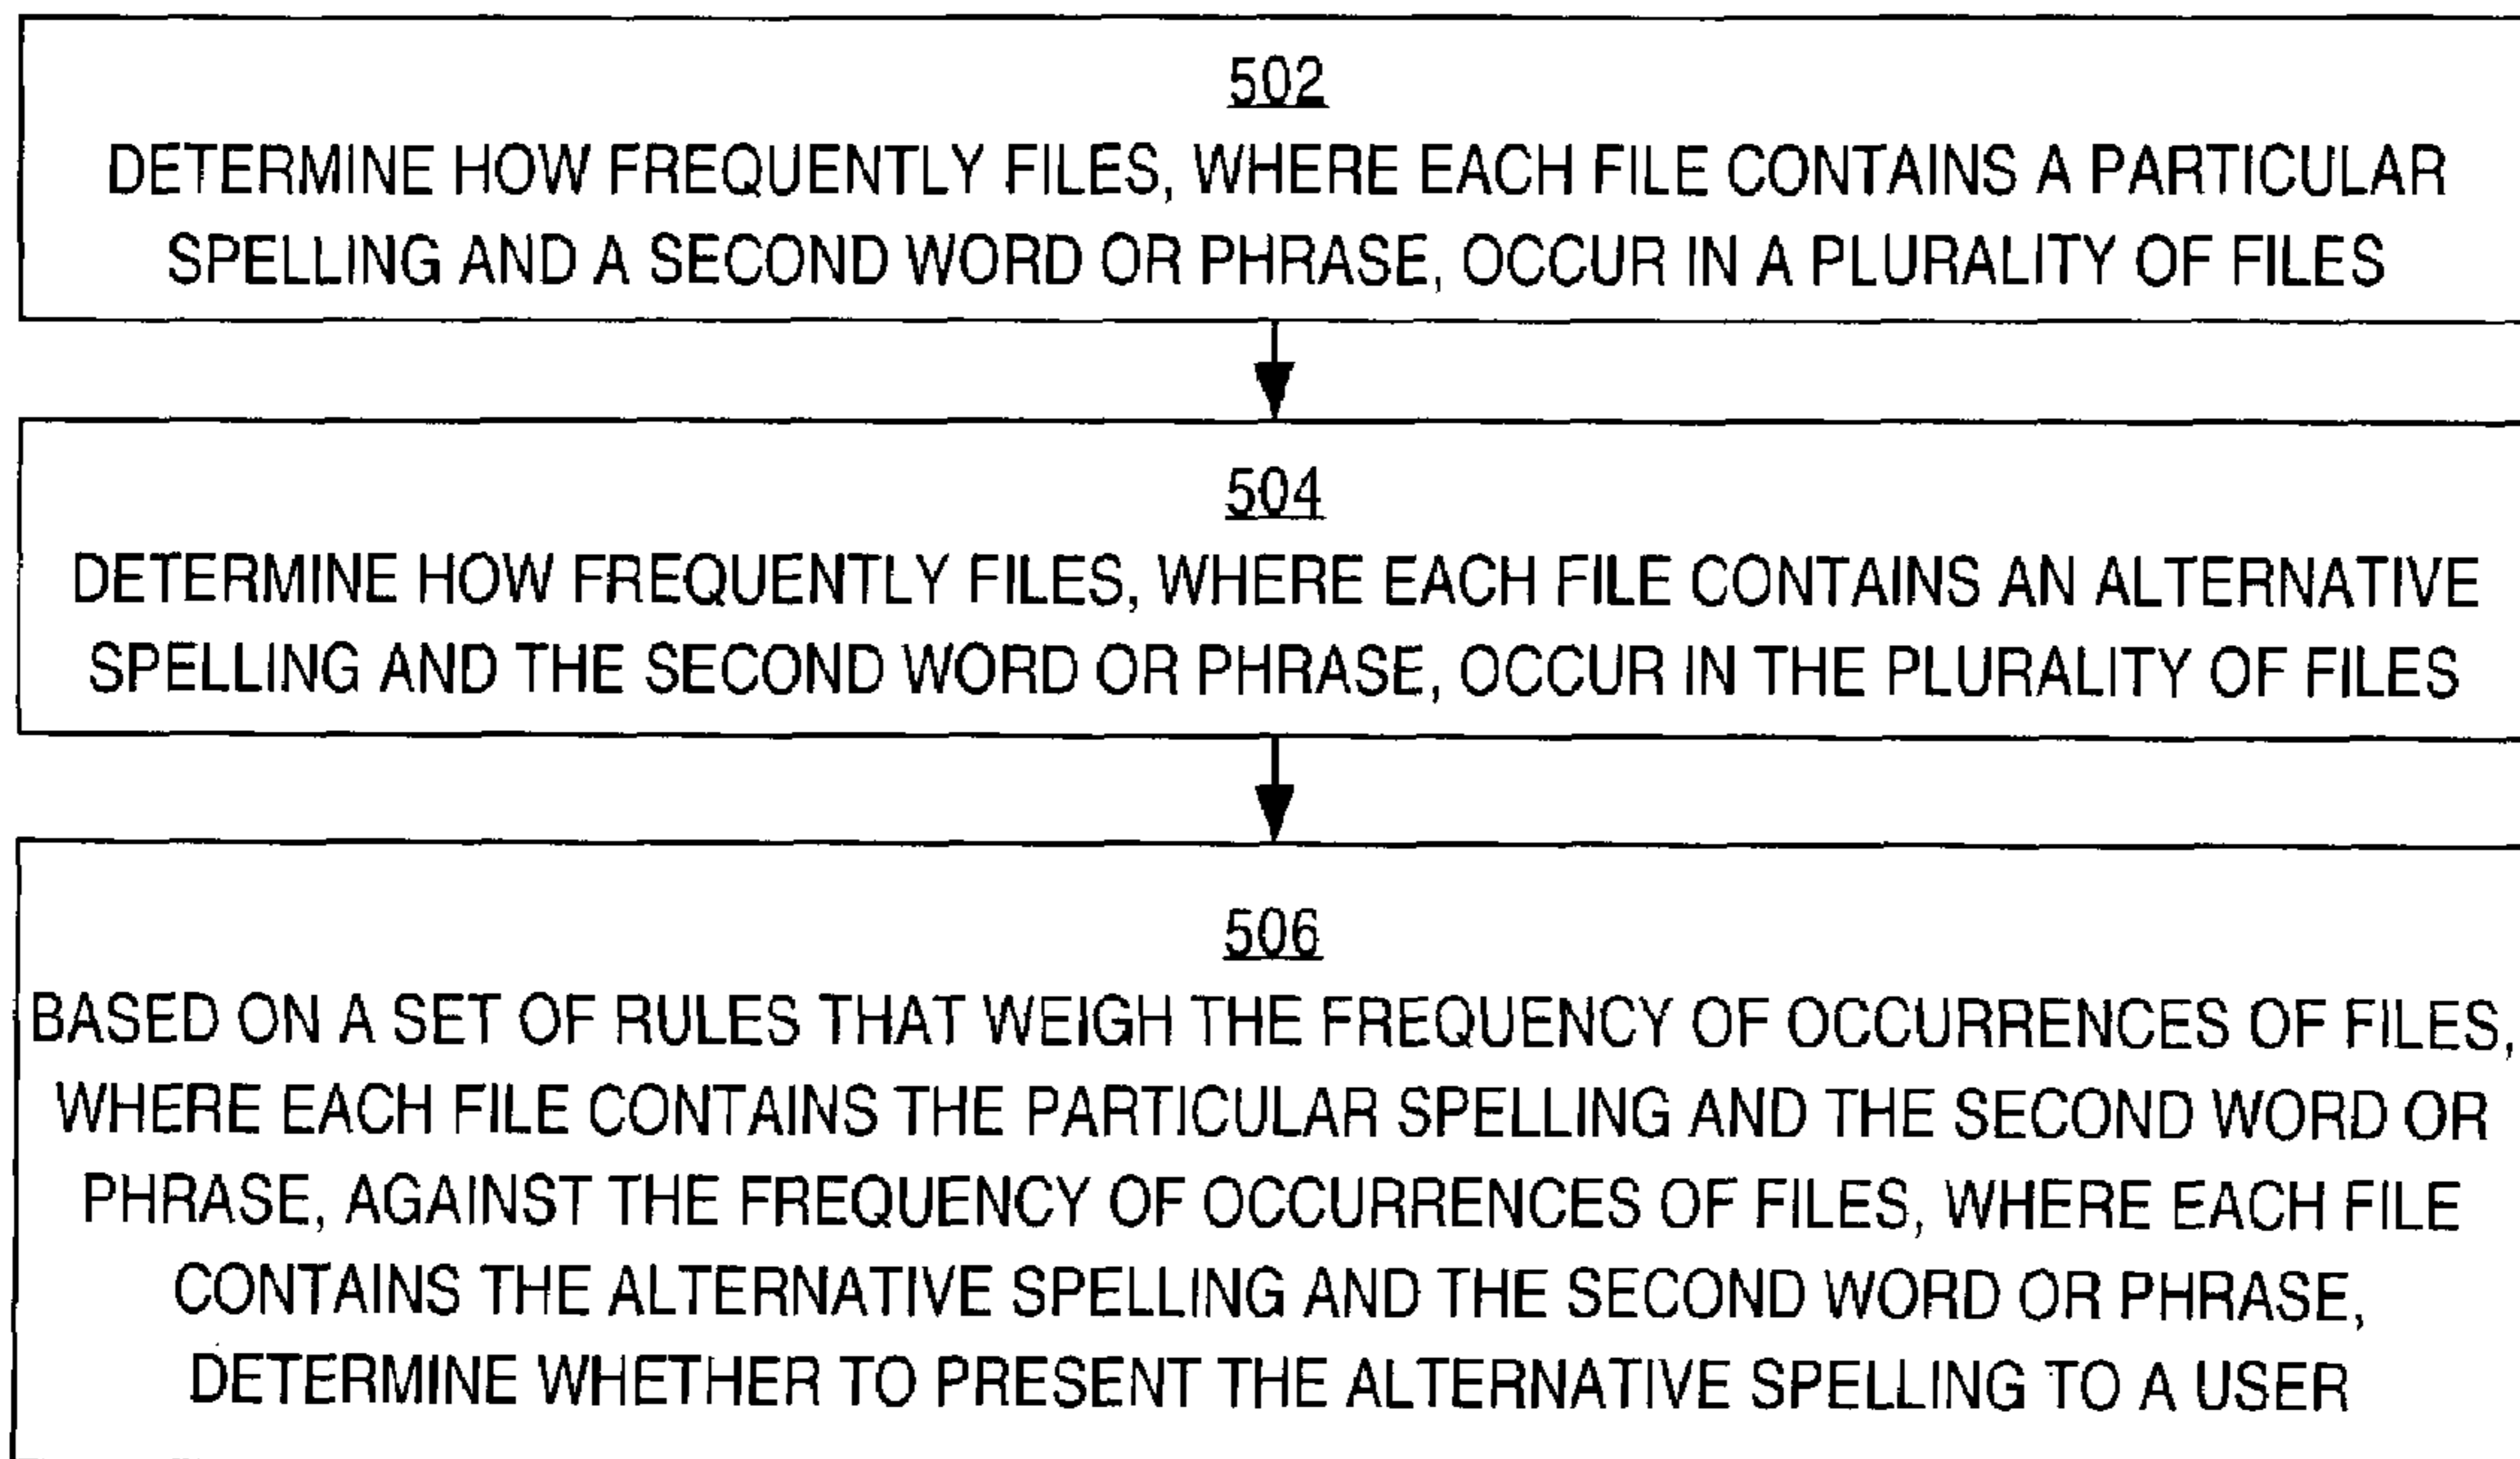 502
DETERMINE HOW FREQUENTLY FILES, WHERE EACH FILE CONTAINS A PARTICULAR
SPELLING AND A SECOND WORD OR PHRASE, OCCUR IN A PLURALITY OF FILES
504
DETERMINE HOW FREQUENTLY FILES, WHERE EACH FILE CONTAINS AN ALTERNATIVE
SPELLING AND THE SECOND WORD OR PHRASE, OCCUR IN THE PLURALITY OF FILES
506
BASED ON A SET OF RULES THAT WEIGH THE FREQUENCY OF OCCURRENCES OF FILES,
WHERE EACH FILE CONTAINS THE PARTICULAR SPELLING AND THE SECOND WORD OR
PHRASE, AGAINST THE FREQUENCY OF OCCURRENCES OF FILES, WHERE EACH FILE
CONTAINS THE ALTERNATIVE SPELLING AND THE SECOND WORD OR PHRASE,
DETERMINE WHETHER TO PRESENT THE ALTERNATIVE SPELLING TO A USER